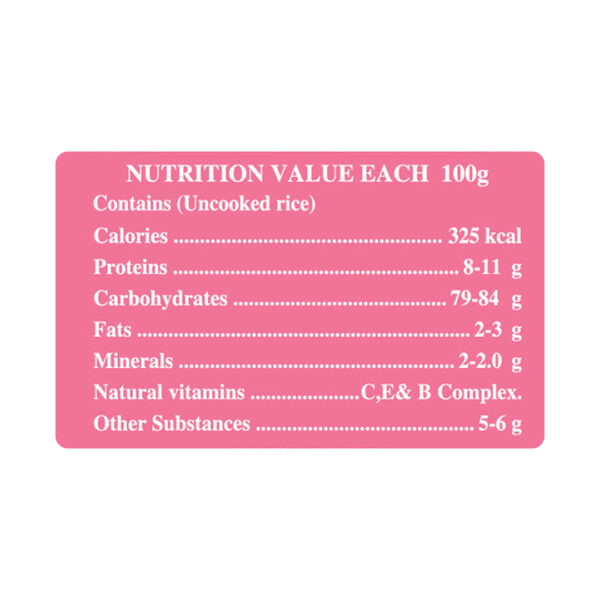 NUTRITION VALUE EACH 100g
Contains (Uncooked rice)
Calories ................................................... 325 kcal
Proteins ...................................................... 8-11 g
Carbohydrates ........................................ 79-84 g
Fats ................................................................ 2-3 g
Minerals .................................................... 2-2.0 g
Natural vitamins .....................C,E& B Complex.
Other Substances ......................................... 5-6 g